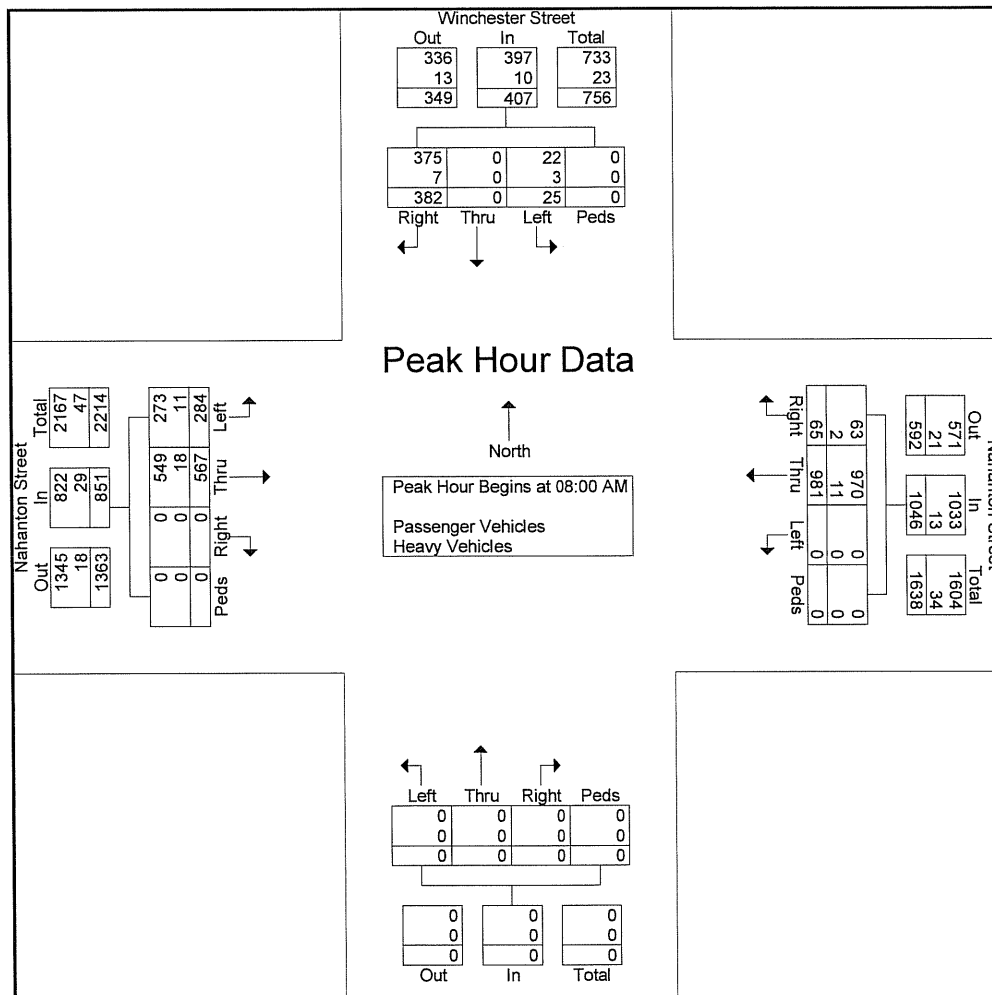 Winchester Street
Out In Total
336 397 733
13 10 23
349 407 756
375 0 22 0
7 0 3 0
382 0 25 0
Right Thru Left Peds
Peak Hour Data
North
Peak Hour Begins at 08:00 AM
Passenger Vehicles
Heavy Vehicles
Nahanton Street
Out In Total
1345 822 2167
18 29 47
1363 851 2214
Peds Right Thru Left
0 0 549 273
0 0 18 11
0 0 567 284
Nahanton Street
Out In Total
571 1033 1604
21 13 34
592 1046 1638
63 970 0 0
2 11 0 0
65 981 0 0
Right Thru Left Peds
Left Thru Right Peds
0 0 0 0
0 0 0 0
0 0 0 0
0 0 0
0 0 0
0 0 0
Out In Total